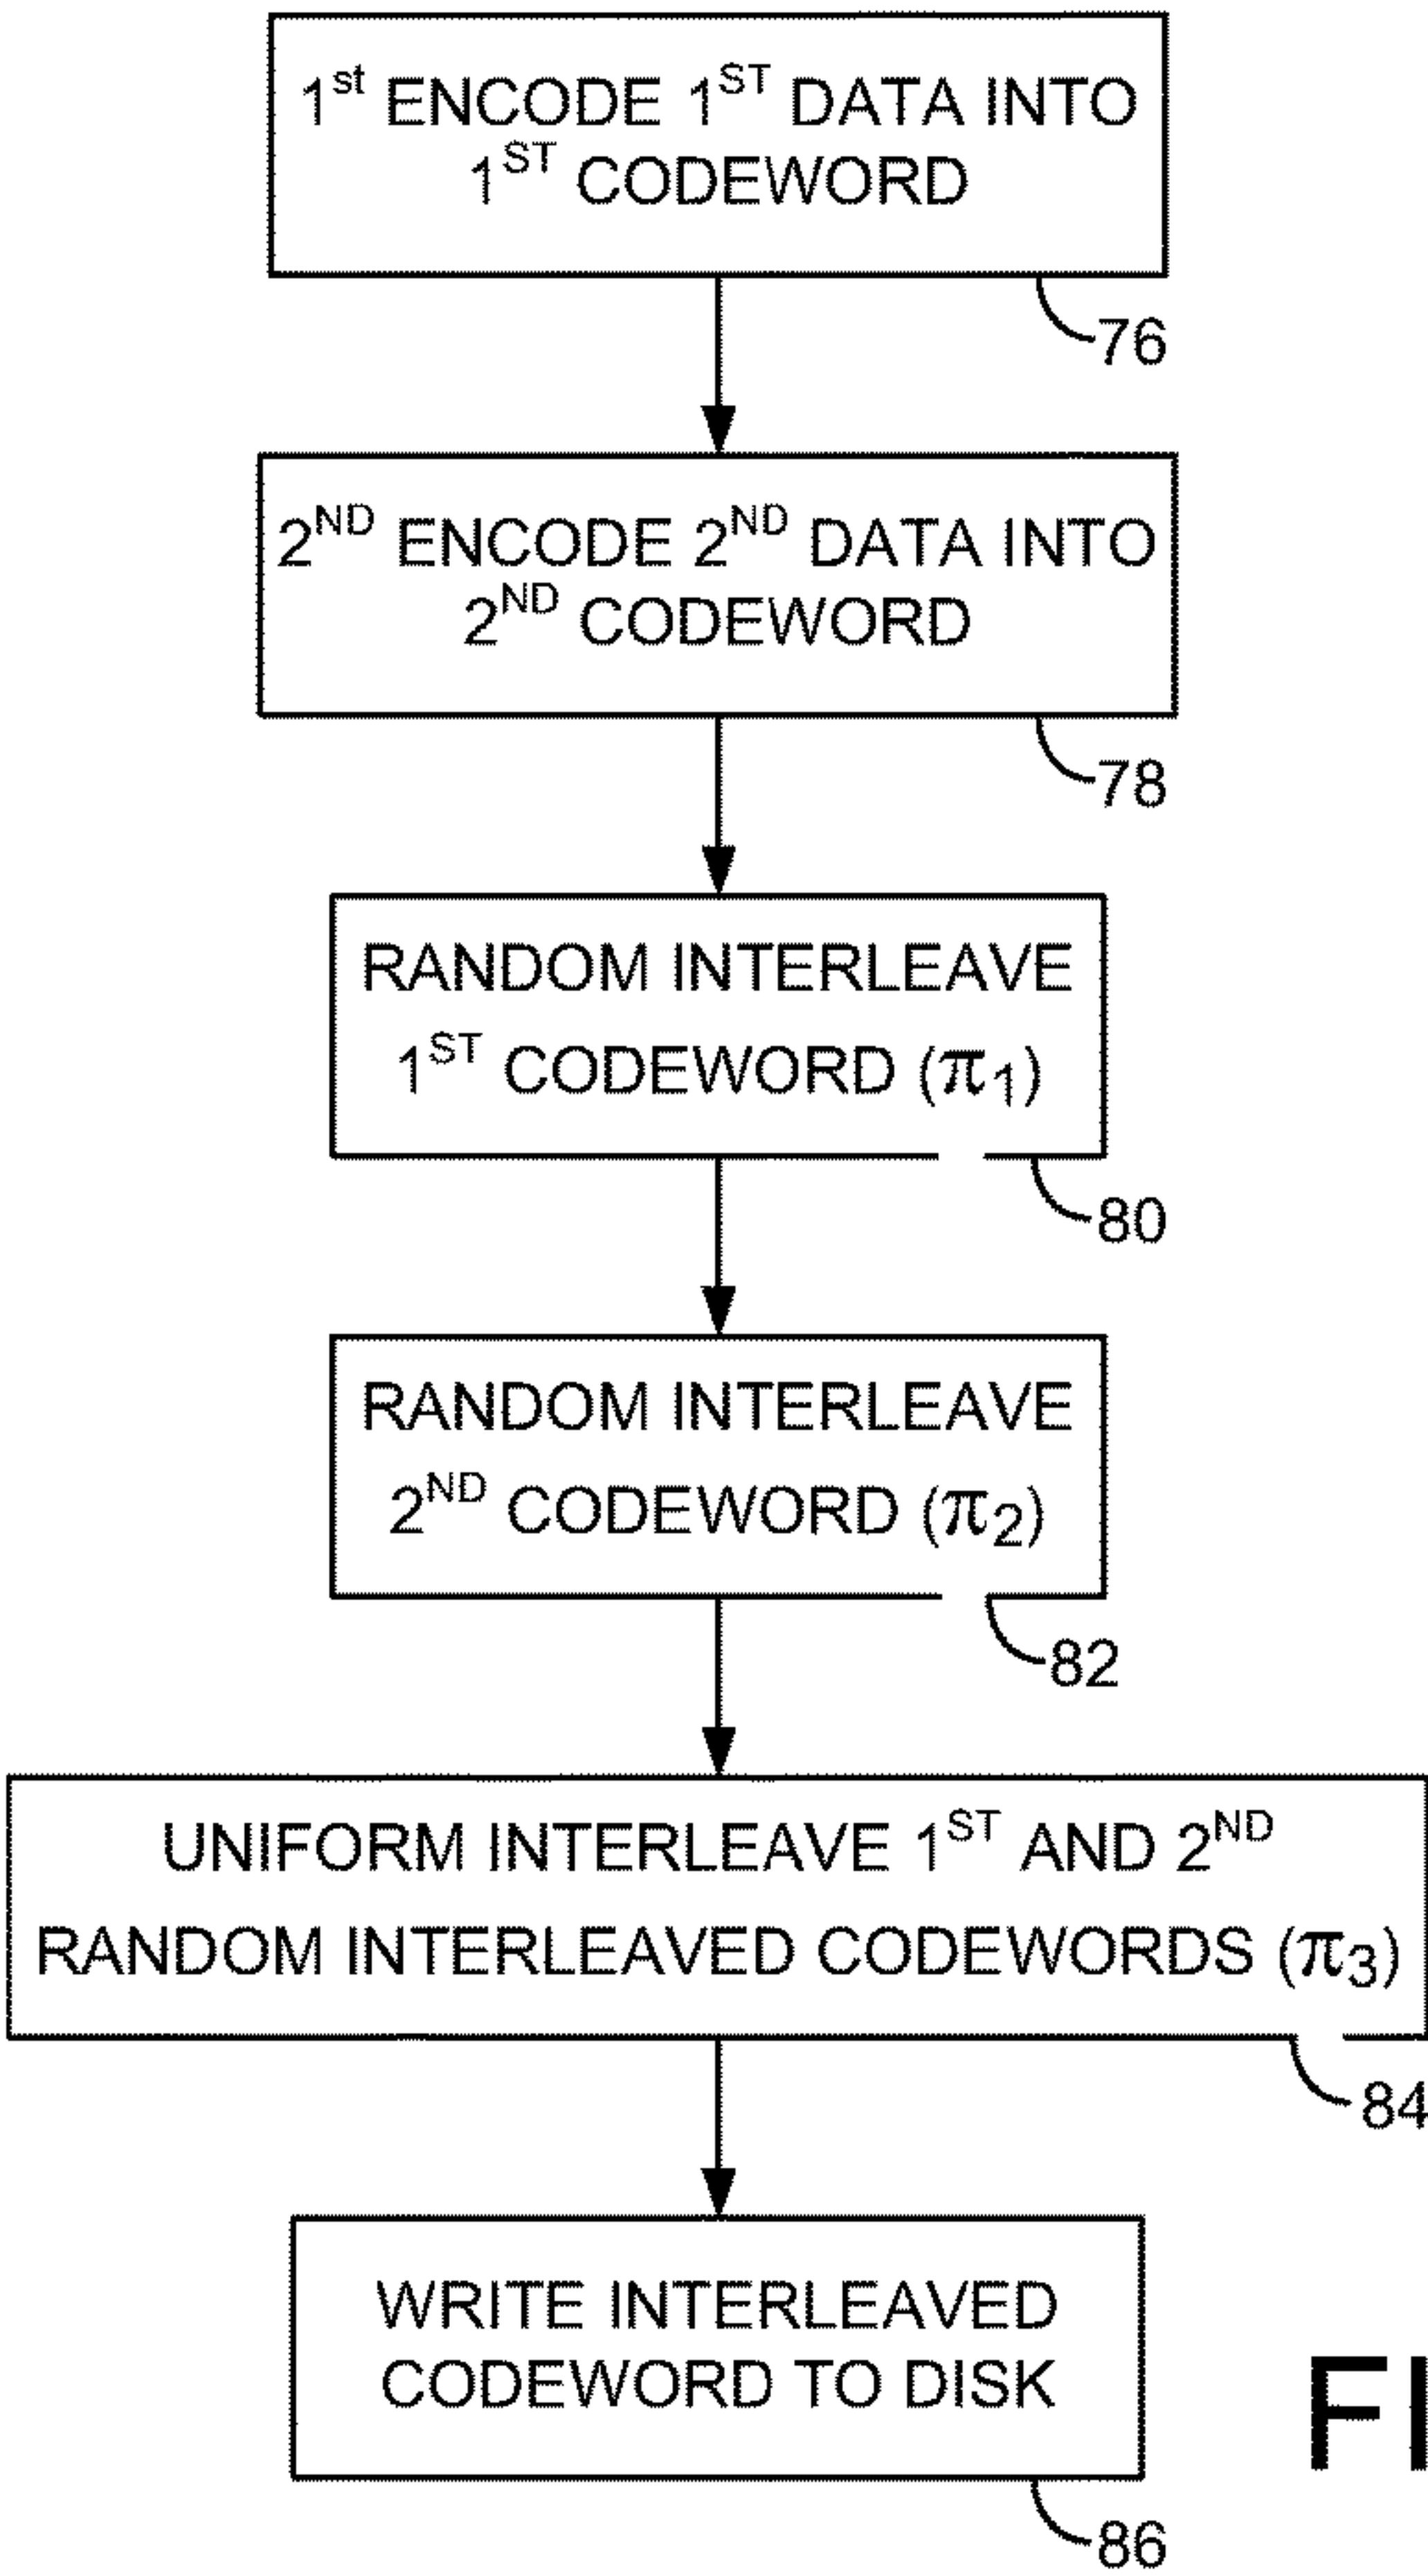 1st ENCODE 1ST DATA INTO
1ST CODEWORD
76
2ND ENCODE 2ND DATA INTO
2ND CODEWORD
78
RANDOM INTERLEAVE
1ST CODEWORD (π1)
80
RANDOM INTERLEAVE
2ND CODEWORD (π2)
82
UNIFORM INTERLEAVE 1ST AND 2ND
RANDOM INTERLEAVED CODEWORDS (π3)
84
WRITE INTERLEAVED
CODEWORD TO DISK
86
FI